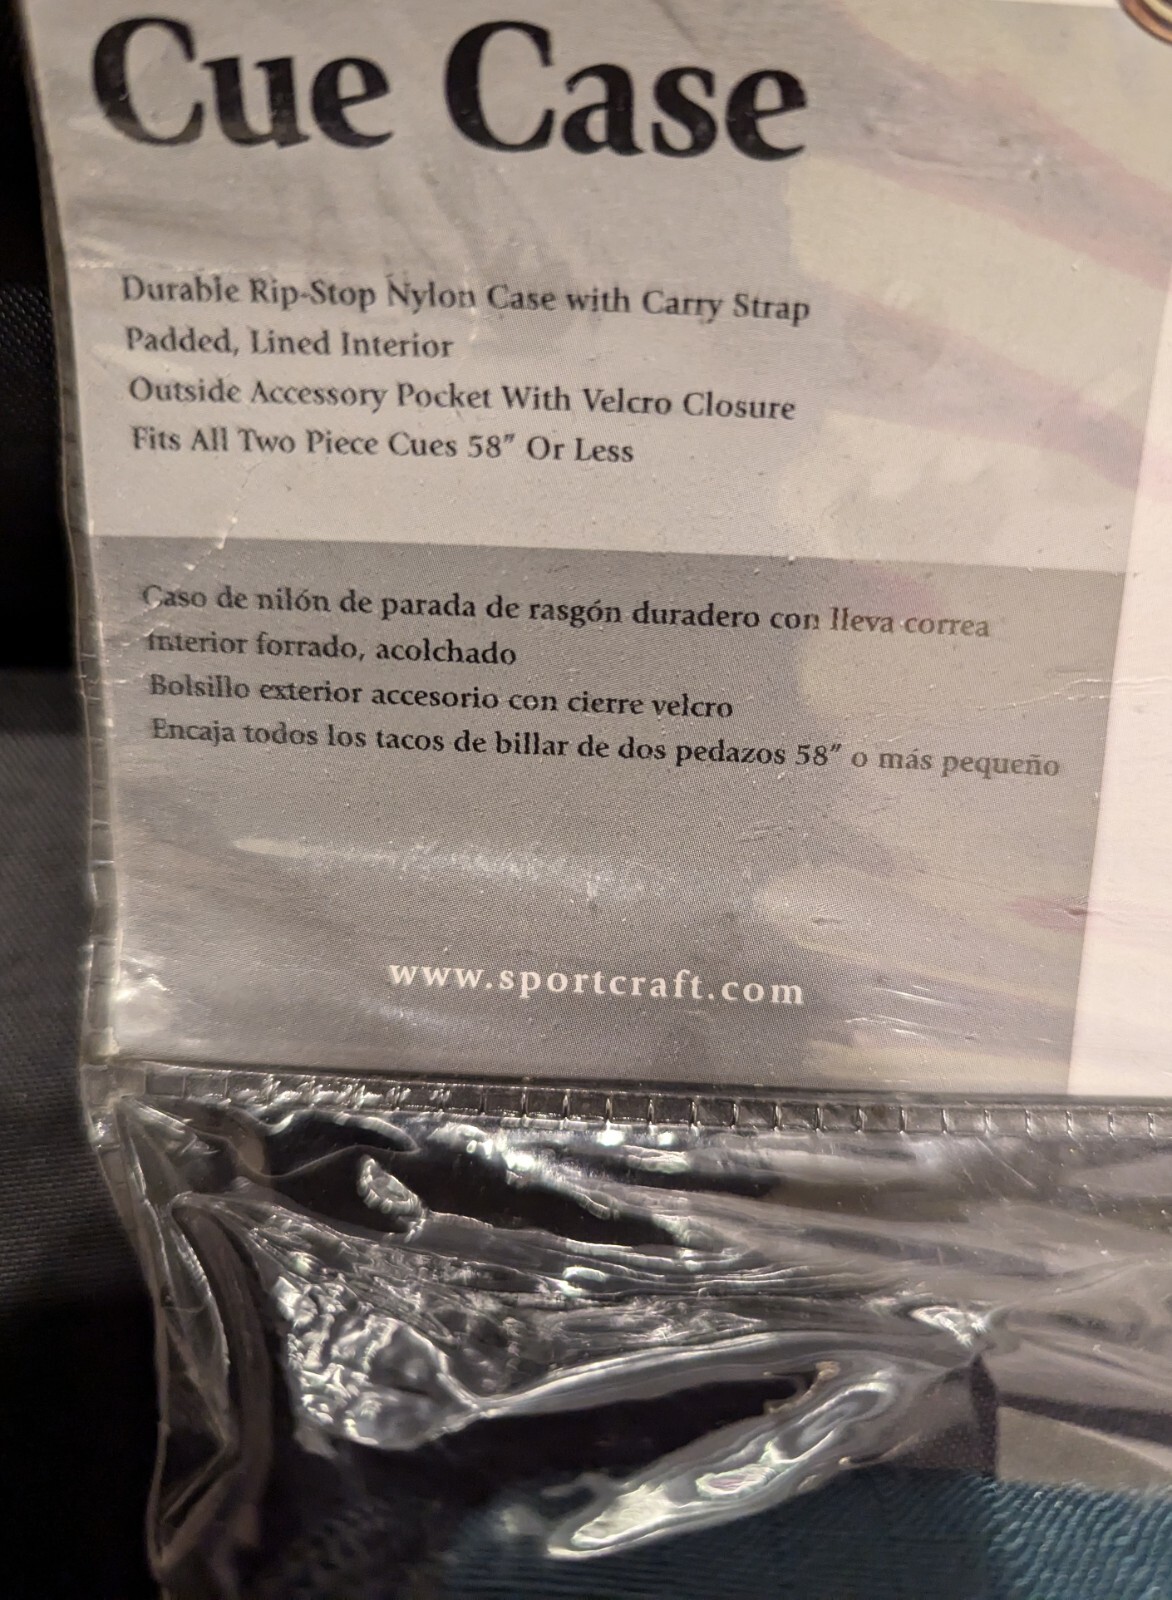 Cue Case
Durable Rip-Stop Nylon Case with Carry Strap
Padded, Lined Interior
Outside Accessory Pocket With Velcro Closure
Fits All Two Piece Cues 58" Or Less
Caso de nilón de parada de rasgón duradero con lleva correa
Interior forrado, acolchado
Bolsillo exterior accesorio con cierre velcro
Encaja todos los tacos de billar de dos pedazos 58" o más pequeño
www.sportcraft.com